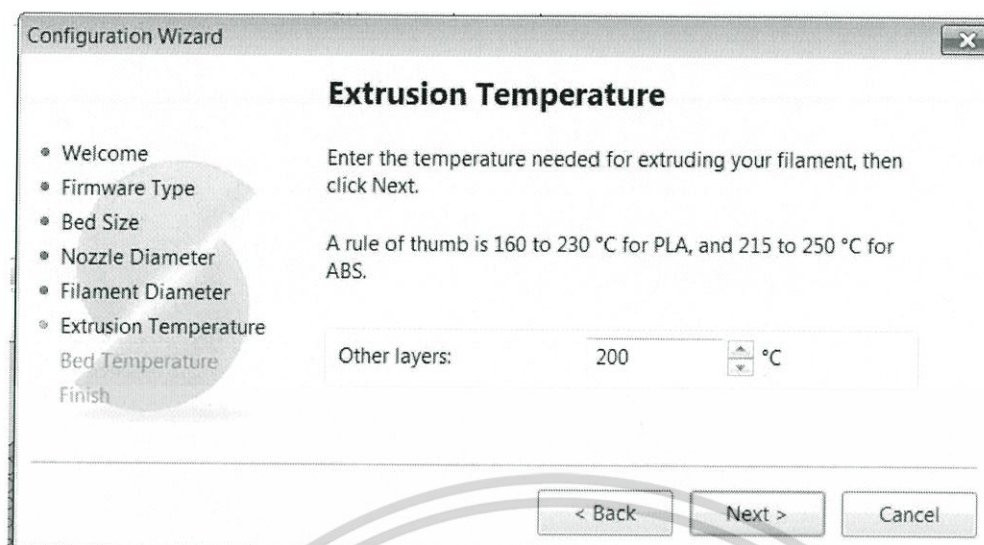 Configuration Wizard
Extrusion Temperature
Welcome
Firmware Type
Bed Size
Nozzle Diameter
Filament Diameter
Extrusion Temperature
Bed Temperature
Finish
Enter the temperature needed for extruding your filament, then
click Next.
A rule of thumb is 160 to 230 °C for PLA, and 215 to 250 °C for
ABS.
Other layers: 200 °C
< Back Next > Cancel